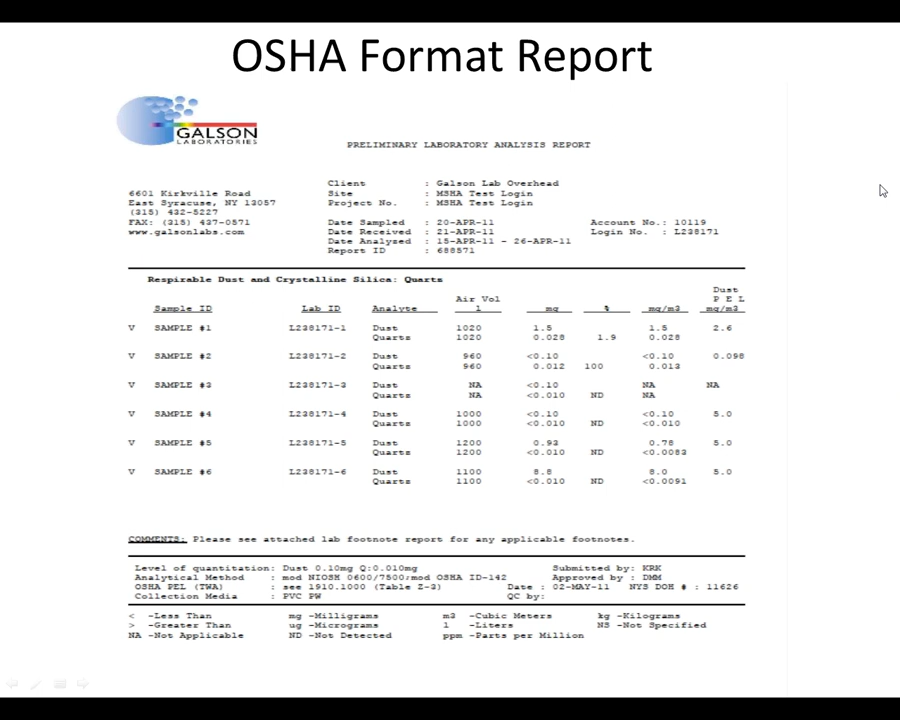 OSHA Format Report
GALSON
LABORATORIES
PRELIMINARY LABORATORY ANALYSIS REPORT
6601 Kirkville Road
East Syracuse, NY 13057
(315) 432-5227
FAX: (315) 437-0571
www.galsonlabs.com
Client : Galson Lab Overhead
Site : MSHA Test Login
Project No. : MSHA Test Login
Date Sampled : 20-APR-11
Date Received : 21-APR-11
Date Analyzed : 15-APR-11 - 26-APR-11
Report ID : 688571
Account No.: 10119
Login No. : L238171
Respirable Dust and Crystalline Silica: Quartz
Dust
Air Vol P E L
Sample ID Lab ID Analyte l mg % mg/m3 mg/m3
V SAMPLE #1 L238171-1 Dust 1020 1.5 1.5 2.6
Quartz 1020 0.028 1.9 0.028
V SAMPLE #2 L238171-2 Dust 960 <0.10 <0.10 0.098
Quartz 960 0.012 100 0.013
V SAMPLE #3 L238171-3 Dust NA <0.10 NA NA
Quartz NA <0.010 ND NA
V SAMPLE #4 L238171-4 Dust 1000 <0.10 <0.10 5.0
Quartz 1000 <0.010 ND <0.010
V SAMPLE #5 L238171-5 Dust 1200 0.93 0.78 5.0
Quartz 1200 <0.010 ND <0.0083
V SAMPLE #6 L238171-6 Dust 1100 8.8 8.0 5.0
Quartz 1100 <0.010 ND <0.0091
COMMENTS: Please see attached lab footnote report for any applicable footnotes.
Level of quantitation: Dust 0.10mg Q:0.010mg Submitted by: KRK
Analytical Method : mod NIOSH 0600/7500/mod OSHA ID-142 Approved by : DMM
OSHA PEL (TWA) : see 1910.1000 (Table Z-3) Date : 02-MAY-11 NYS DOH # : 11626
Collection Media : PVC PW QC by:
< -Less Than mg -Milligrams m3 -Cubic Meters kg -Kilograms
> -Greater Than ug -Micrograms l -Liters NS -Not Specified
NA -Not Applicable ND -Not Detected ppm -Parts per Million